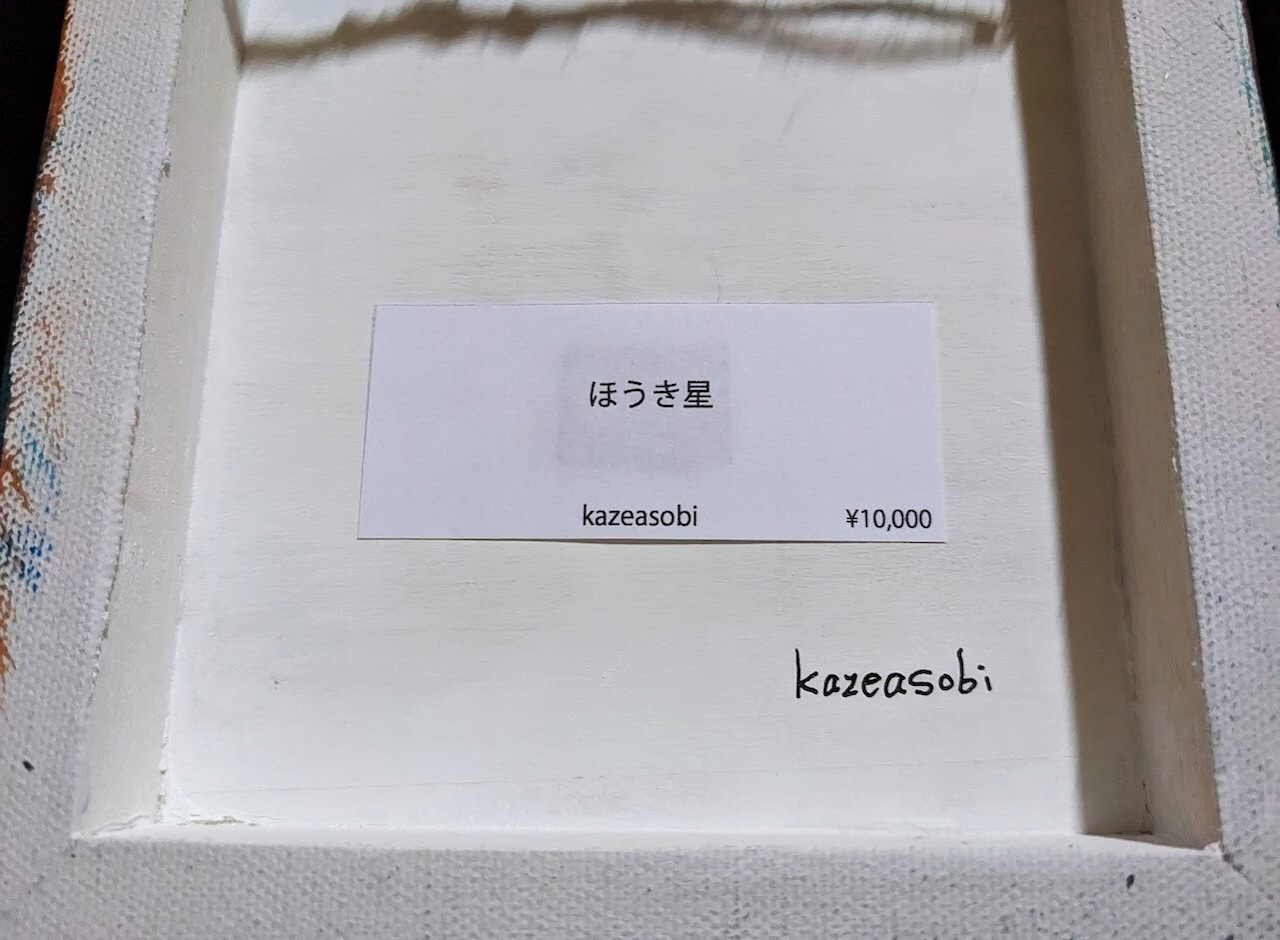 ほうき星
kazeasobi
¥10,000
kazeasobi